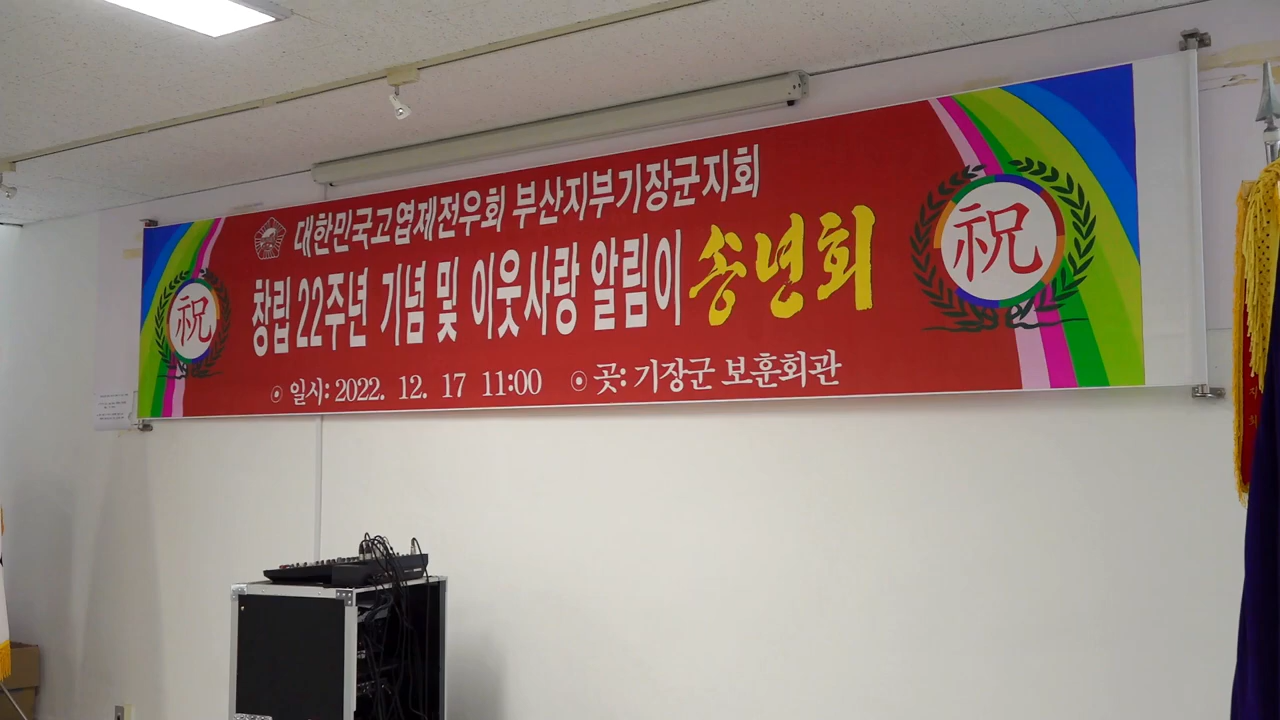 대한민국고엽제전우회 부산지부기장군지회
祝 창립 22주년 기념 및 이웃사랑 알림이 송년회 祝
일시: 2022. 12. 17 11:00 곳: 기장군 보훈회관